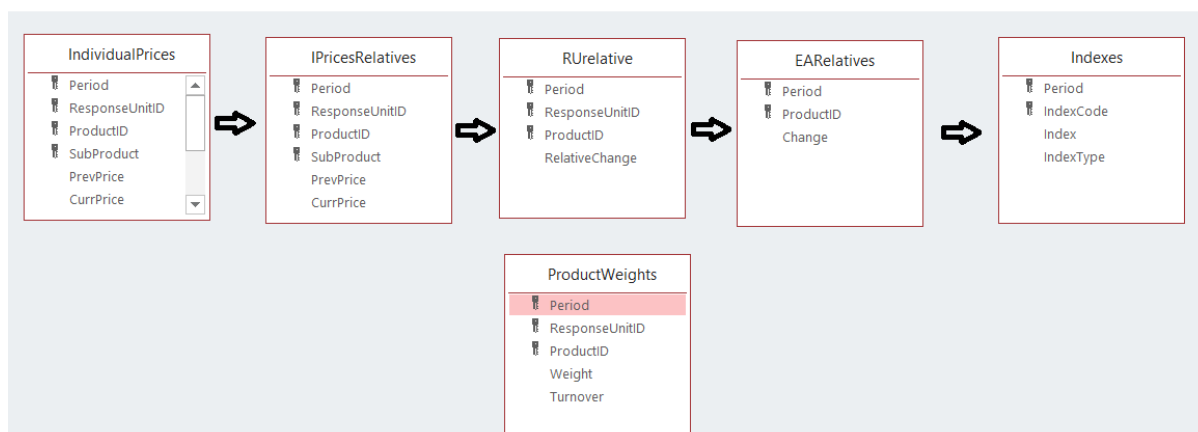 IndividualPrices
Period
ResponseUnitID
ProductID
SubProduct
PrevPrice
CurrPrice
IPricesRelatives
Period
ResponseUnitID
ProductID
SubProduct
PrevPrice
CurrPrice
RUrelative
Period
ResponseUnitID
ProductID
RelativeChange
EARelatives
Period
ProductID
Change
Indexes
Period
IndexCode
Index
IndexType
ProductWeights
Period
ResponseUnitID
ProductID
Weight
Turnover